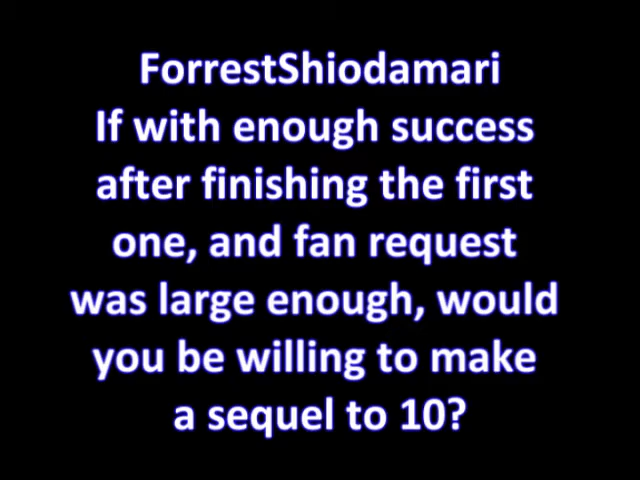 ForrestShiodamari
If with enough success
after finishing the first
one, and fan request
was large enough, would
you be willing to make
a sequel to 10?